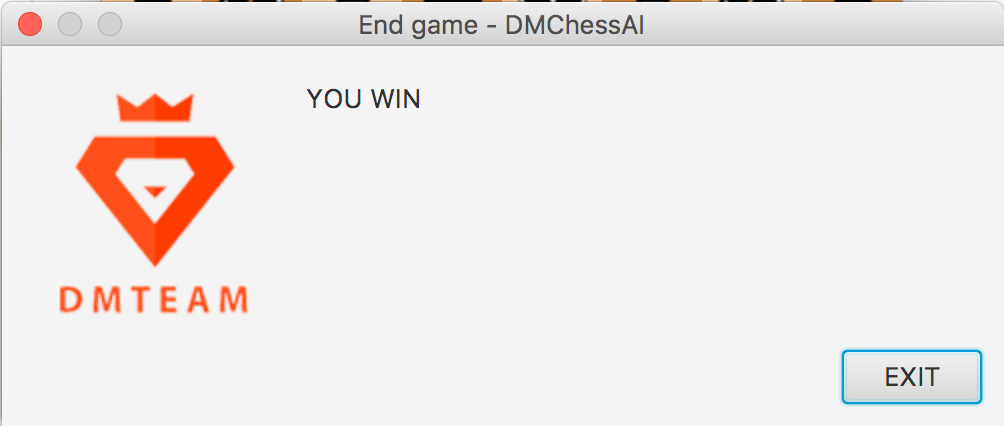 End game - DMChessAI
YOU WIN
DMTEAM
EXIT